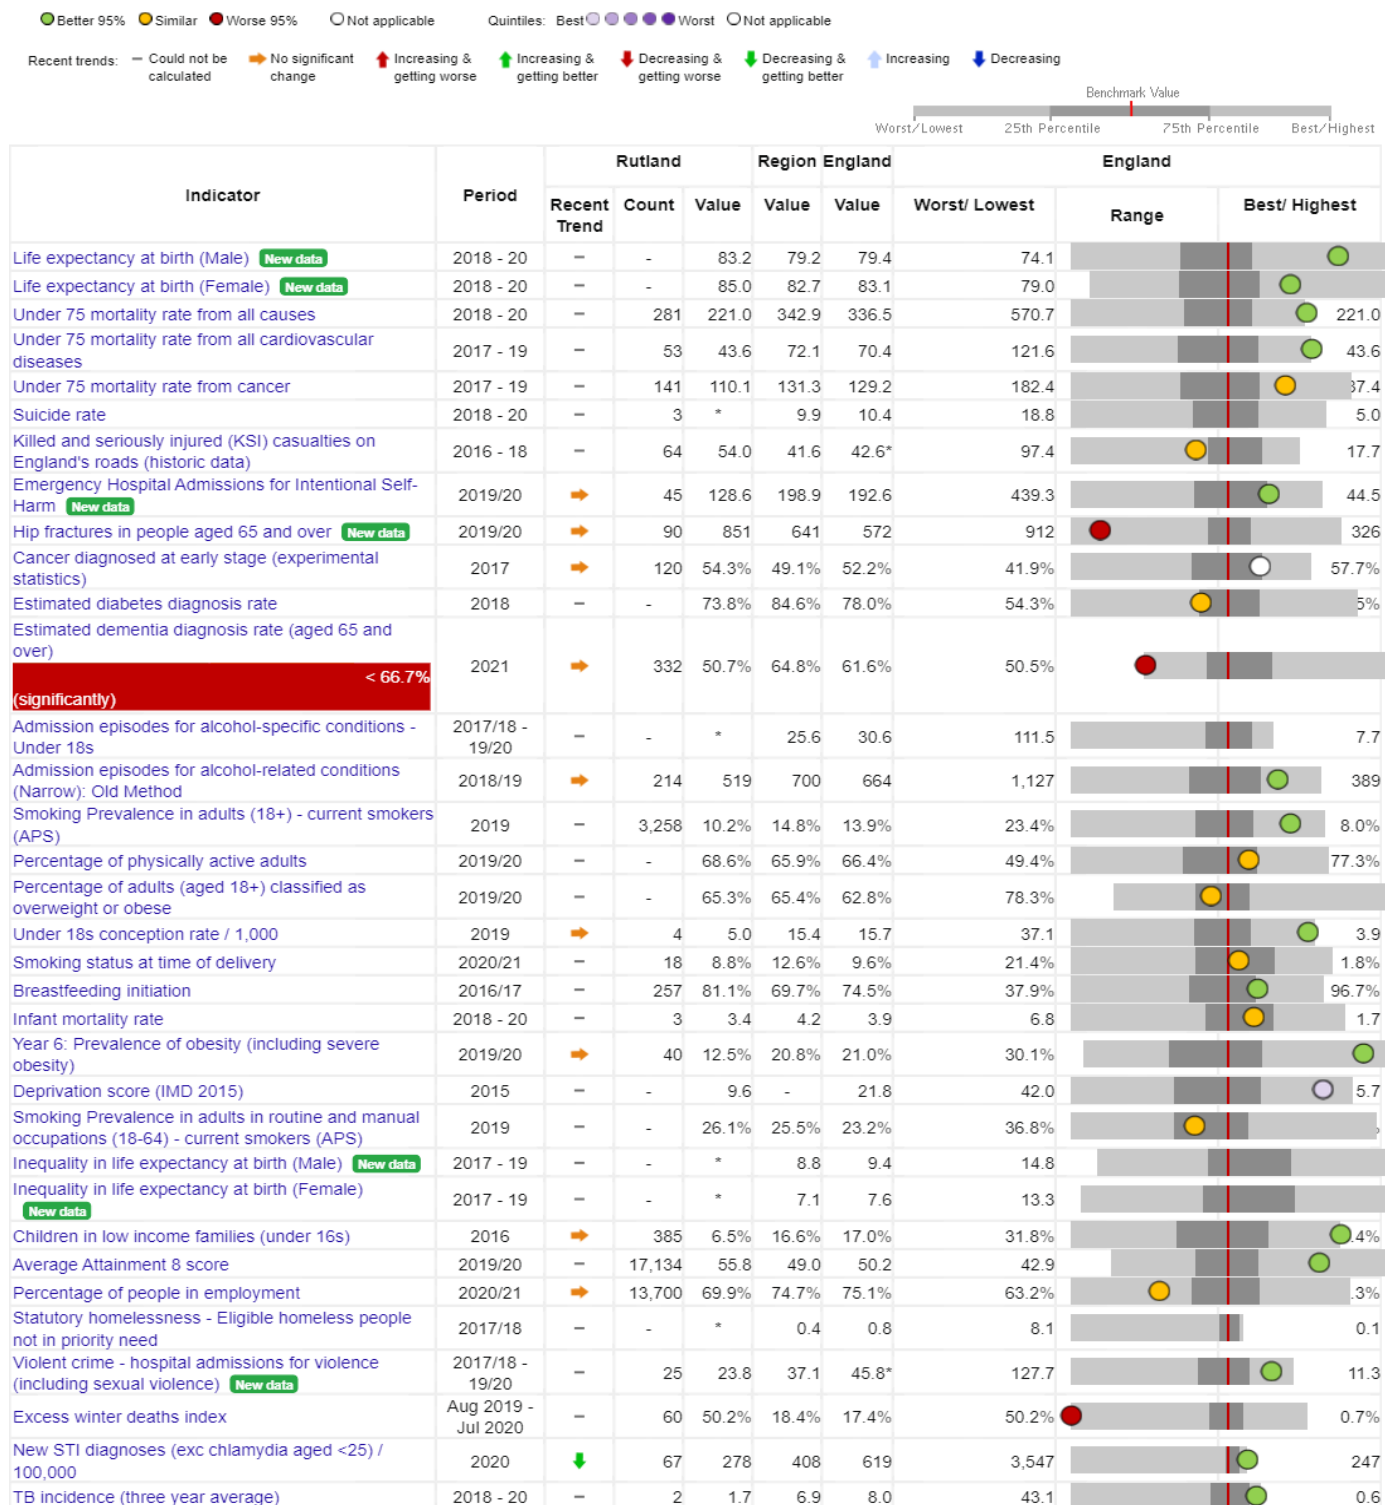 Better 95% Similar Worse 95% Not applicable Quintiles: Best Worst Not applicable
Recent trends: – Could not be calculated No significant change Increasing & getting worse Increasing & getting better Decreasing & getting worse Decreasing & getting better Increasing Decreasing
Benchmark Value
Worst/Lowest 25th Percentile 75th Percentile Best/Highest
Rutland Region England England
Indicator Period Recent Trend Count Value Value Value Worst/ Lowest Range Best/ Highest
Life expectancy at birth (Male) New data 2018 - 20 – - 83.2 79.2 79.4 74.1
Life expectancy at birth (Female) New data 2018 - 20 – - 85.0 82.7 83.1 79.0
Under 75 mortality rate from all causes 2018 - 20 – 281 221.0 342.9 336.5 570.7 221.0
Under 75 mortality rate from all cardiovascular
diseases 2017 - 19 – 53 43.6 72.1 70.4 121.6 43.6
Under 75 mortality rate from cancer 2017 - 19 – 141 110.1 131.3 129.2 182.4 37.4
Suicide rate 2018 - 20 – 3 * 9.9 10.4 18.8 5.0
Killed and seriously injured (KSI) casualties on
England's roads (historic data) 2016 - 18 – 64 54.0 41.6 42.6* 97.4 17.7
Emergency Hospital Admissions for Intentional Self-
Harm New data 2019/20 45 128.6 198.9 192.6 439.3 44.5
Hip fractures in people aged 65 and over New data 2019/20 90 851 641 572 912 326
Cancer diagnosed at early stage (experimental
statistics) 2017 120 54.3% 49.1% 52.2% 41.9% 57.7%
Estimated diabetes diagnosis rate 2018 – - 73.8% 84.6% 78.0% 54.3% 5%
Estimated dementia diagnosis rate (aged 65 and
over) 2021 332 50.7% 64.8% 61.6% 50.5%
< 66.7%
(significantly)
Admission episodes for alcohol-specific conditions -
Under 18s 2017/18 - 19/20 – - * 25.6 30.6 111.5 7.7
Admission episodes for alcohol-related conditions
(Narrow): Old Method 2018/19 214 519 700 664 1,127 389
Smoking Prevalence in adults (18+) - current smokers
(APS) 2019 – 3,258 10.2% 14.8% 13.9% 23.4% 8.0%
Percentage of physically active adults 2019/20 – - 68.6% 65.9% 66.4% 49.4% 77.3%
Percentage of adults (aged 18+) classified as
overweight or obese 2019/20 – - 65.3% 65.4% 62.8% 78.3%
Under 18s conception rate / 1,000 2019 4 5.0 15.4 15.7 37.1 3.9
Smoking status at time of delivery 2020/21 – 18 8.8% 12.6% 9.6% 21.4% 1.8%
Breastfeeding initiation 2016/17 – 257 81.1% 69.7% 74.5% 37.9% 96.7%
Infant mortality rate 2018 - 20 – 3 3.4 4.2 3.9 6.8 1.7
Year 6: Prevalence of obesity (including severe
obesity) 2019/20 40 12.5% 20.8% 21.0% 30.1%
Deprivation score (IMD 2015) 2015 – - 9.6 - 21.8 42.0 5.7
Smoking Prevalence in adults in routine and manual
occupations (18-64) - current smokers (APS) 2019 – - 26.1% 25.5% 23.2% 36.8%
Inequality in life expectancy at birth (Male) New data 2017 - 19 – - * 8.8 9.4 14.8
Inequality in life expectancy at birth (Female)
New data 2017 - 19 – - * 7.1 7.6 13.3
Children in low income families (under 16s) 2016 385 6.5% 16.6% 17.0% 31.8% .4%
Average Attainment 8 score 2019/20 – 17,134 55.8 49.0 50.2 42.9
Percentage of people in employment 2020/21 13,700 69.9% 74.7% 75.1% 63.2% .3%
Statutory homelessness - Eligible homeless people
not in priority need 2017/18 – - * 0.4 0.8 8.1 0.1
Violent crime - hospital admissions for violence
(including sexual violence) New data 2017/18 - 19/20 – 25 23.8 37.1 45.8* 127.7 11.3
Excess winter deaths index Aug 2019 - Jul 2020 – 60 50.2% 18.4% 17.4% 50.2% 0.7%
New STI diagnoses (exc chlamydia aged <25) /
100,000 2020 67 278 408 619 3,547 247
TB incidence (three year average) 2018 - 20 – 2 1.7 6.9 8.0 43.1 0.6